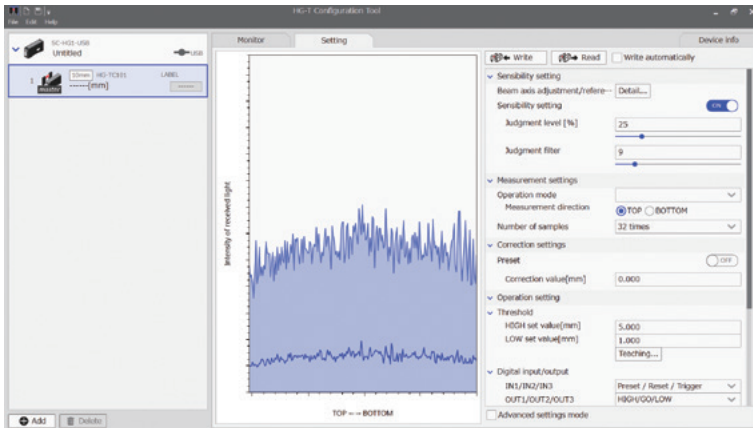 HG-T Configuration Tool
File Edit Help
SC-HG1-USB
Untitled
USB
1 10mm HG-TC101 LABEL
master ------[mm]
Add Delete
Monitor Setting Device info
Write Read Write automatically
Intensity of received light
TOP ←→ BOTTOM
Sensibility setting
Beam axis adjustment/refere··· Detail...
Sensibility setting ON
Judgment level [%] 25
Judgment filter 9
Measurement settings
Operation mode
Measurement direction TOP BOTTOM
Number of samples 32 times
Correction settings
Preset OFF
Correction value[mm] 0.000
Operation setting
Threshold
HIGH set value[mm] 5.000
LOW set value[mm] 1.000
Teaching...
Digital input/output
IN1/IN2/IN3 Preset / Reset / Trigger
OUT1/OUT2/OUT3 HIGH/GO/LOW
Advanced settings mode